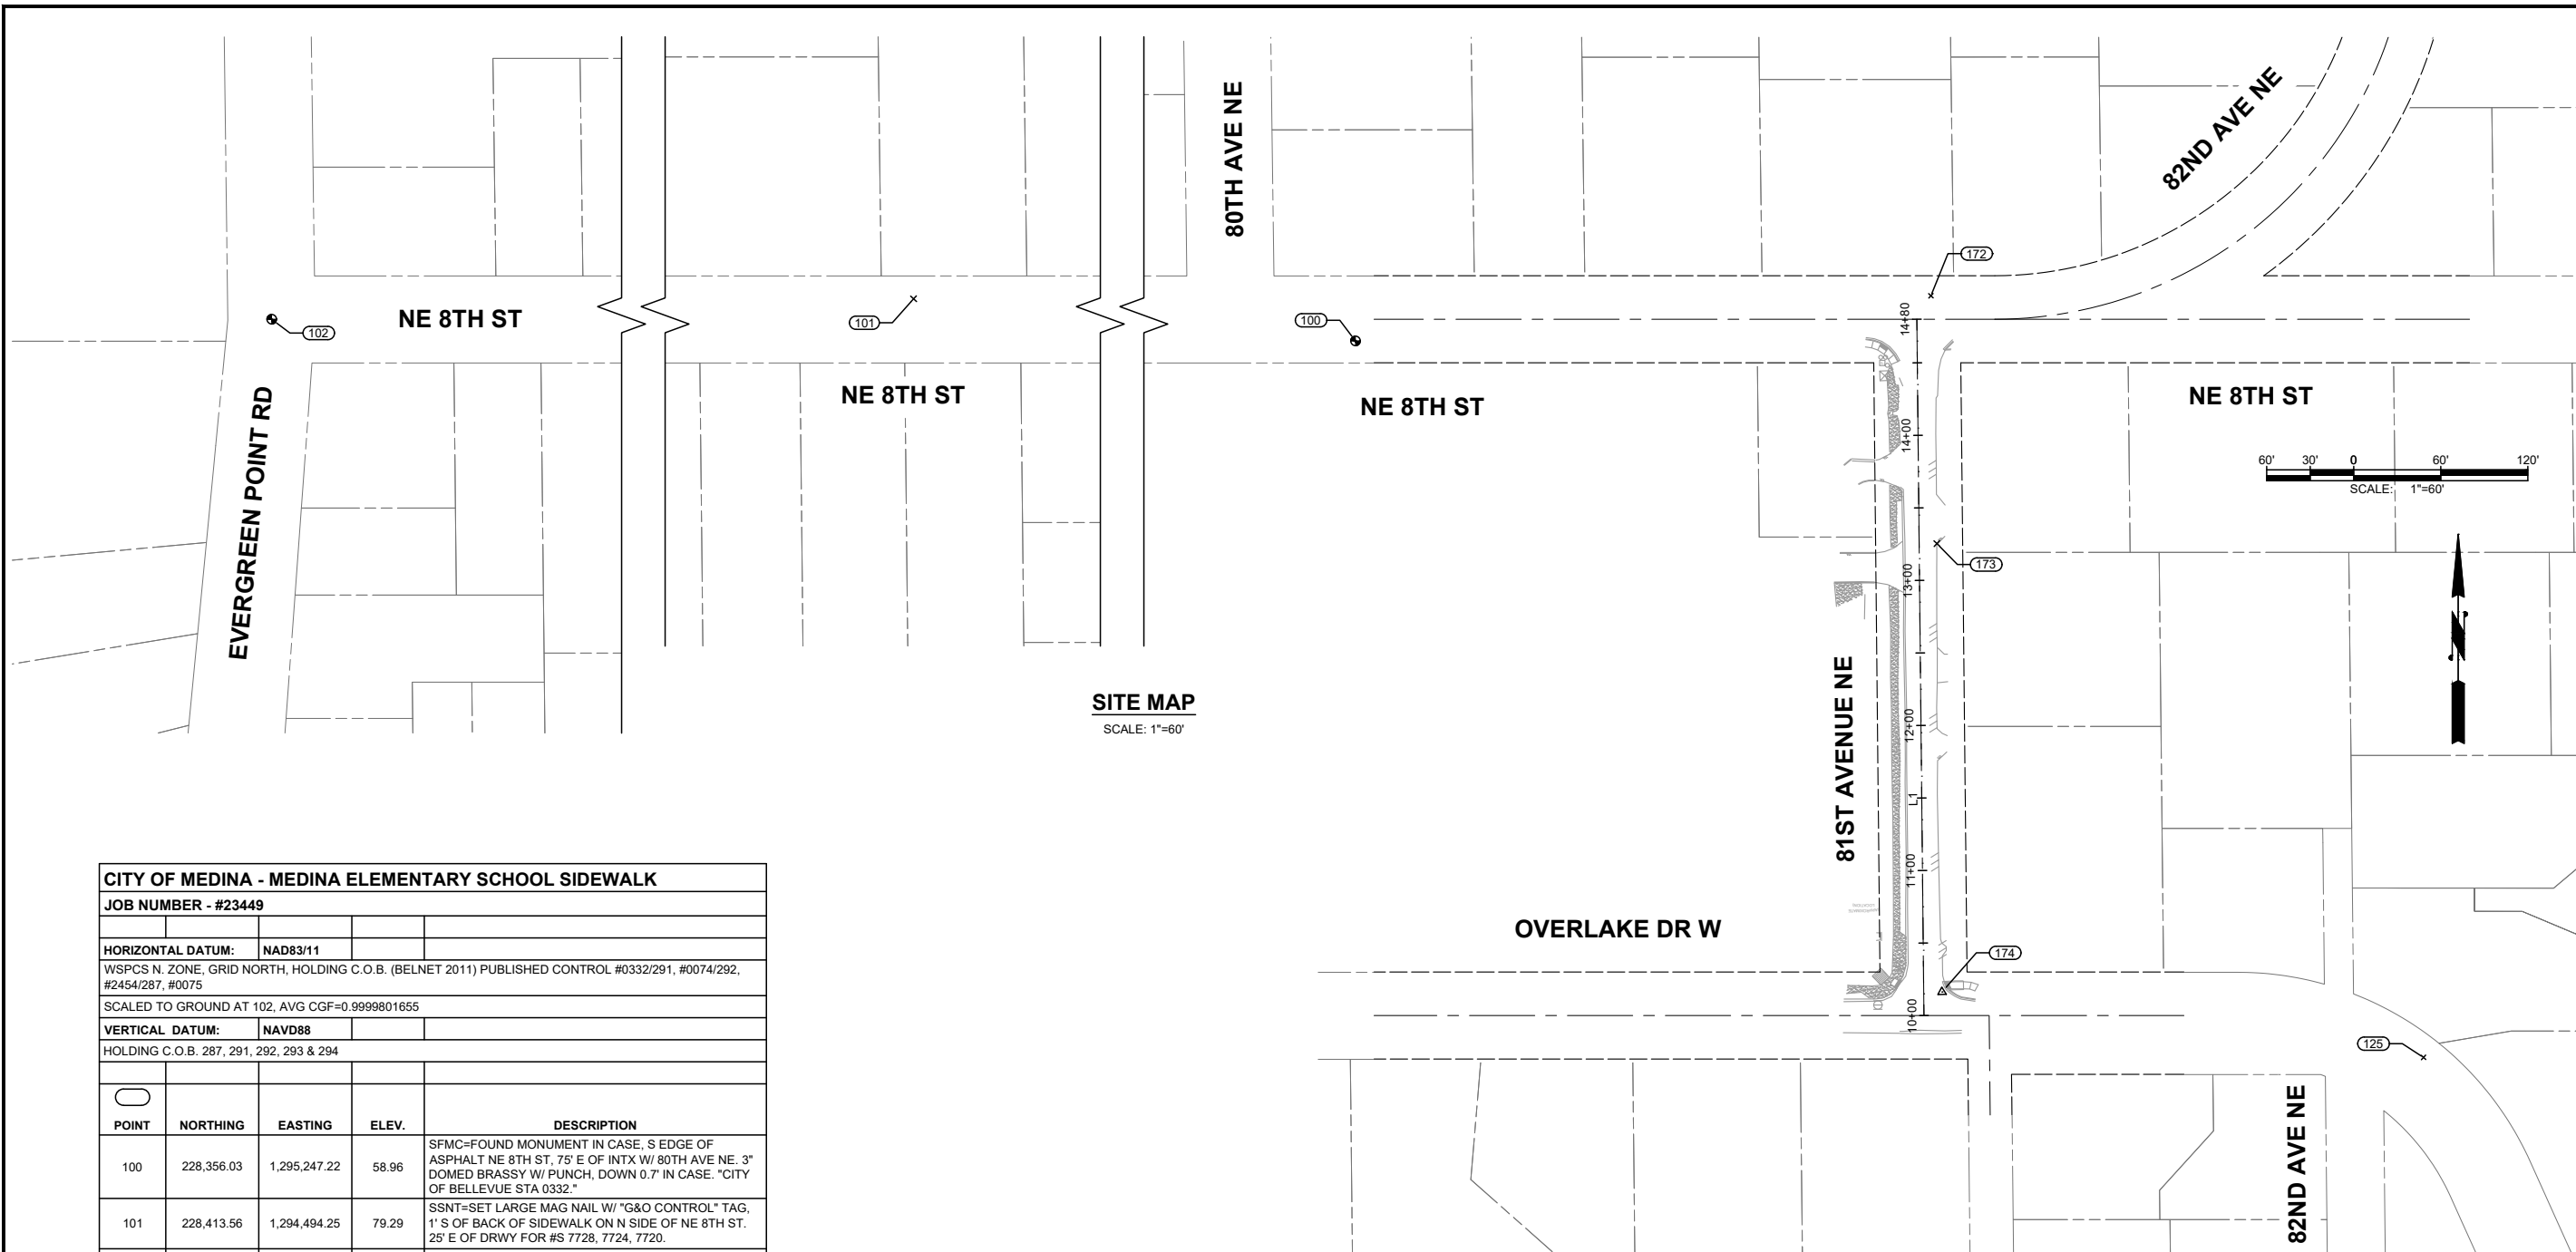 80TH AVE NE
82ND AVE NE
172
NE 8TH ST
102
101
100
14+80
NE 8TH ST
NE 8TH ST
NE 8TH ST
14+00
60' 30' 0 60' 120'
SCALE: 1"=60'
EVERGREEN POINT RD
173
13+00
N
SITE MAP
SCALE: 1"=60'
81ST AVENUE NE
12+00
L1
11+00
OVERLAKE DR W
174
10+00
125
82ND AVE NE
CITY OF MEDINA - MEDINA ELEMENTARY SCHOOL SIDEWALK
JOB NUMBER - #23449
HORIZONTAL DATUM: NAD83/11
WSPCS N. ZONE, GRID NORTH, HOLDING C.O.B. (BELNET 2011) PUBLISHED CONTROL #0332/291, #0074/292,
#2454/287, #0075
SCALED TO GROUND AT 102, AVG CGF=0.9999801655
VERTICAL DATUM: NAVD88
HOLDING C.O.B. 287, 291, 292, 293 & 294
POINT NORTHING EASTING ELEV. DESCRIPTION
100 228,356.03 1,295,247.22 58.96
SFMC=FOUND MONUMENT IN CASE, S EDGE OF
ASPHALT NE 8TH ST, 75' E OF INTX W/ 80TH AVE NE. 3"
DOMED BRASSY W/ PUNCH, DOWN 0.7' IN CASE. "CITY
OF BELLEVUE STA 0332."
101 228,413.56 1,294,494.25 79.29
SSNT=SET LARGE MAG NAIL W/ "G&O CONTROL" TAG,
1' S OF BACK OF SIDEWALK ON N SIDE OF NE 8TH ST.
25' E OF DRWY FOR #S 7728, 7724, 7720.